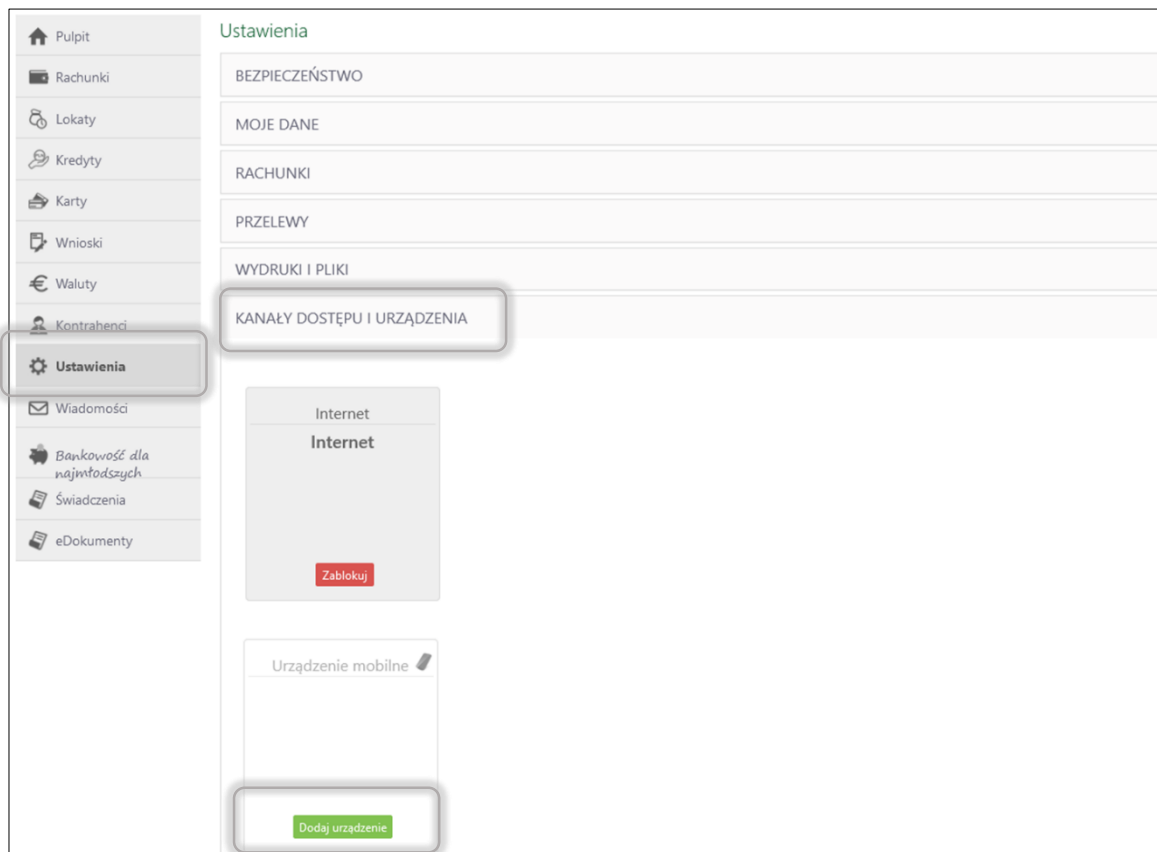 Pulpit
Rachunki
Lokaty
Kredyty
Karty
Wnioski
Waluty
Kontrahenci
Ustawienia
Wiadomości
Bankowość dla
najmłodszych
Świadczenia
eDokumenty
Ustawienia
BEZPIECZEŃSTWO
MOJE DANE
RACHUNKI
PRZELEWY
WYDRUKI I PLIKI
KANAŁY DOSTĘPU I URZĄDZENIA
Internet
Internet
Zablokuj
Urządzenie mobilne
Dodaj urządzenie